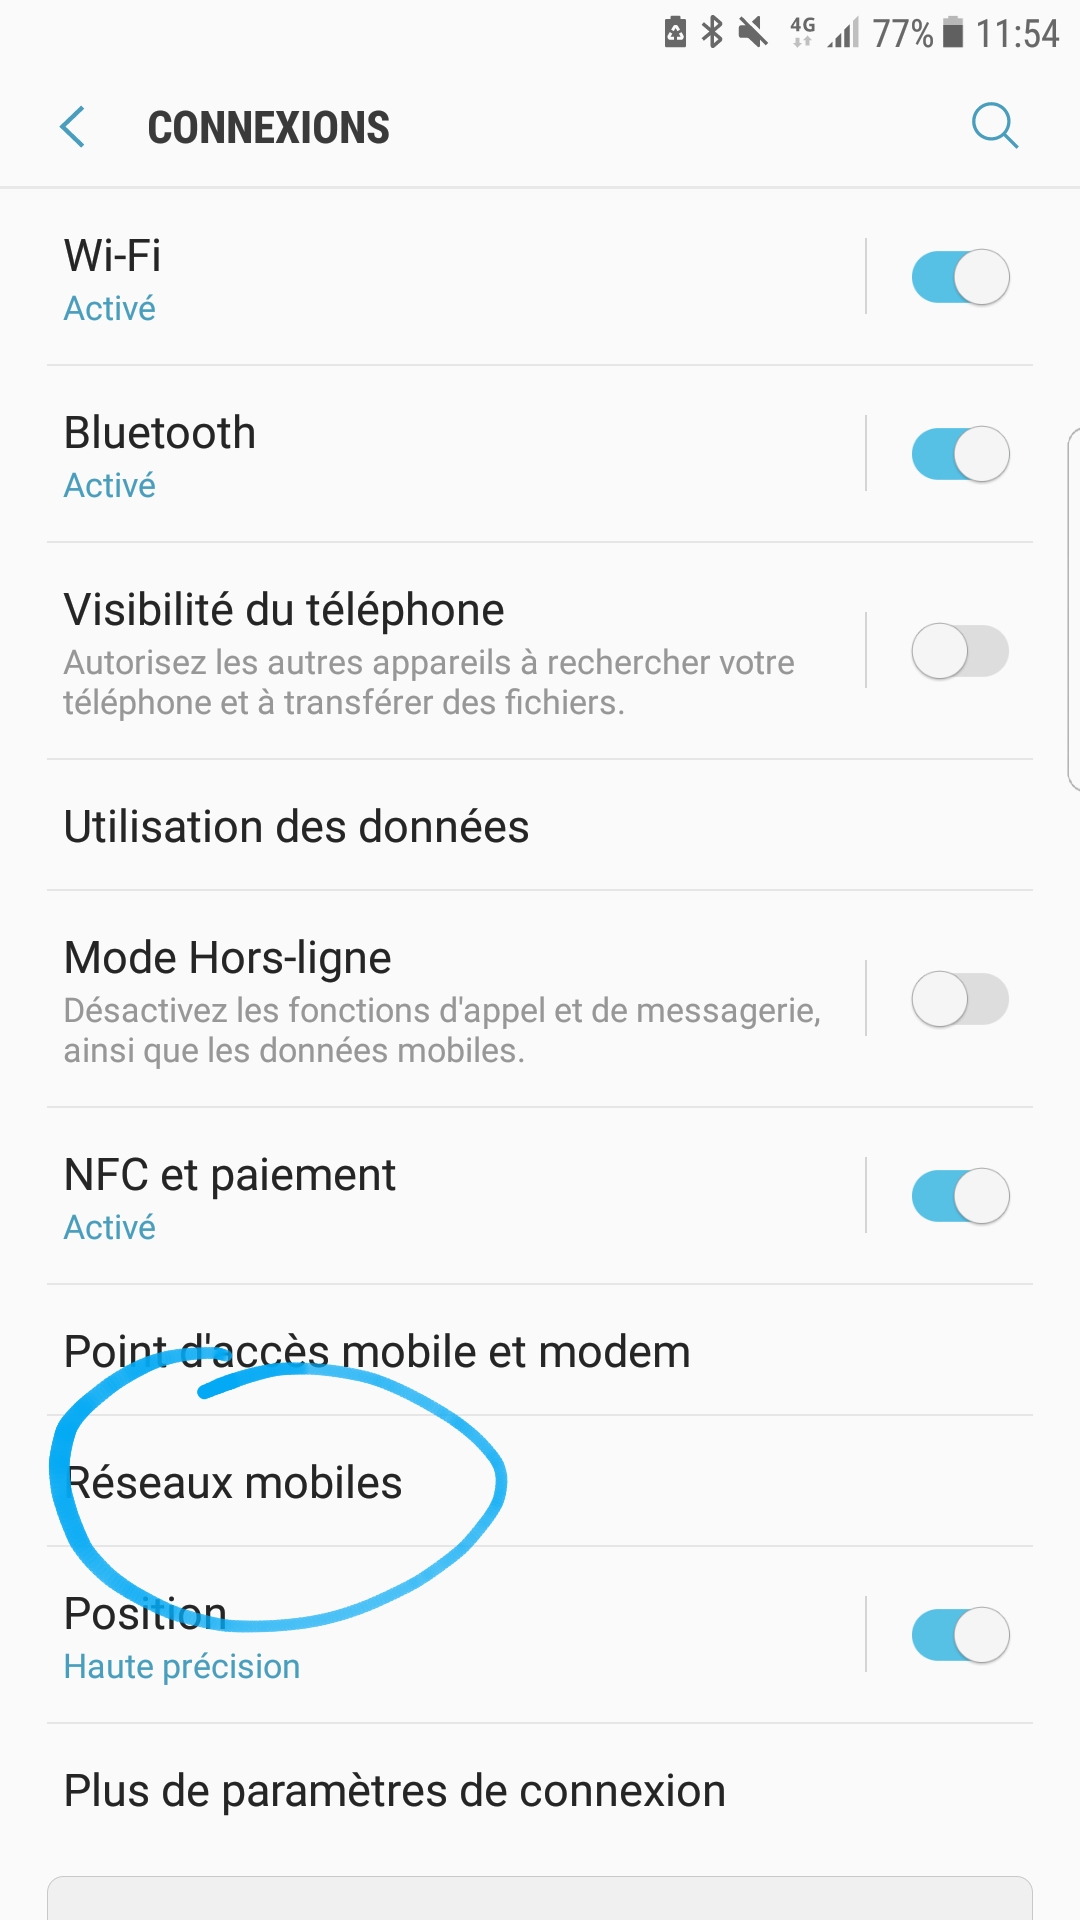 4G 77% 11:54
CONNEXIONS
Wi-Fi
Activé
Bluetooth
Activé
Visibilité du téléphone
Autorisez les autres appareils à rechercher votre
téléphone et à transférer des fichiers.
Utilisation des données
Mode Hors-ligne
Désactivez les fonctions d'appel et de messagerie,
ainsi que les données mobiles.
NFC et paiement
Activé
Point d'accès mobile et modem
Réseaux mobiles
Position
Haute précision
Plus de paramètres de connexion